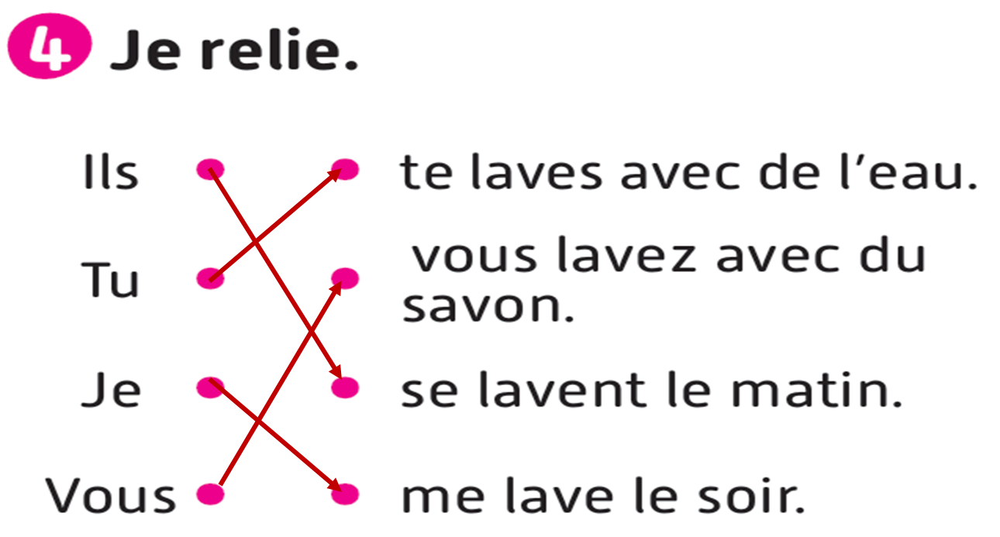 4 Je relie.
Ils te laves avec de l’eau.
Tu vous lavez avec du
savon.
Je se lavent le matin.
Vous me lave le soir.